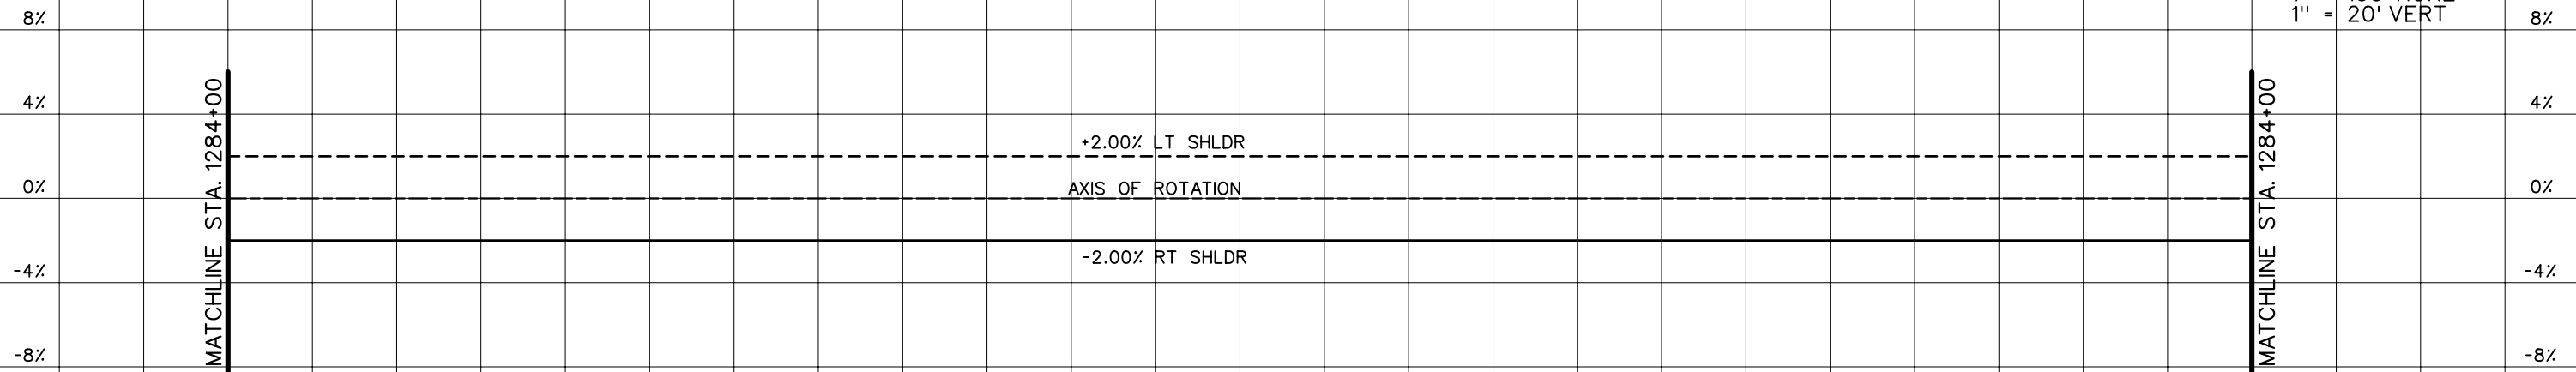 1" = 20' VERT
8%
8%
4%
4%
MATCHLINE STA. 1284+00
MATCHLINE STA. 1284+00
+2.00% LT SHLDR
0%
AXIS OF ROTATION
0%
-2.00% RT SHLDR
-4%
-4%
-8%
-8%